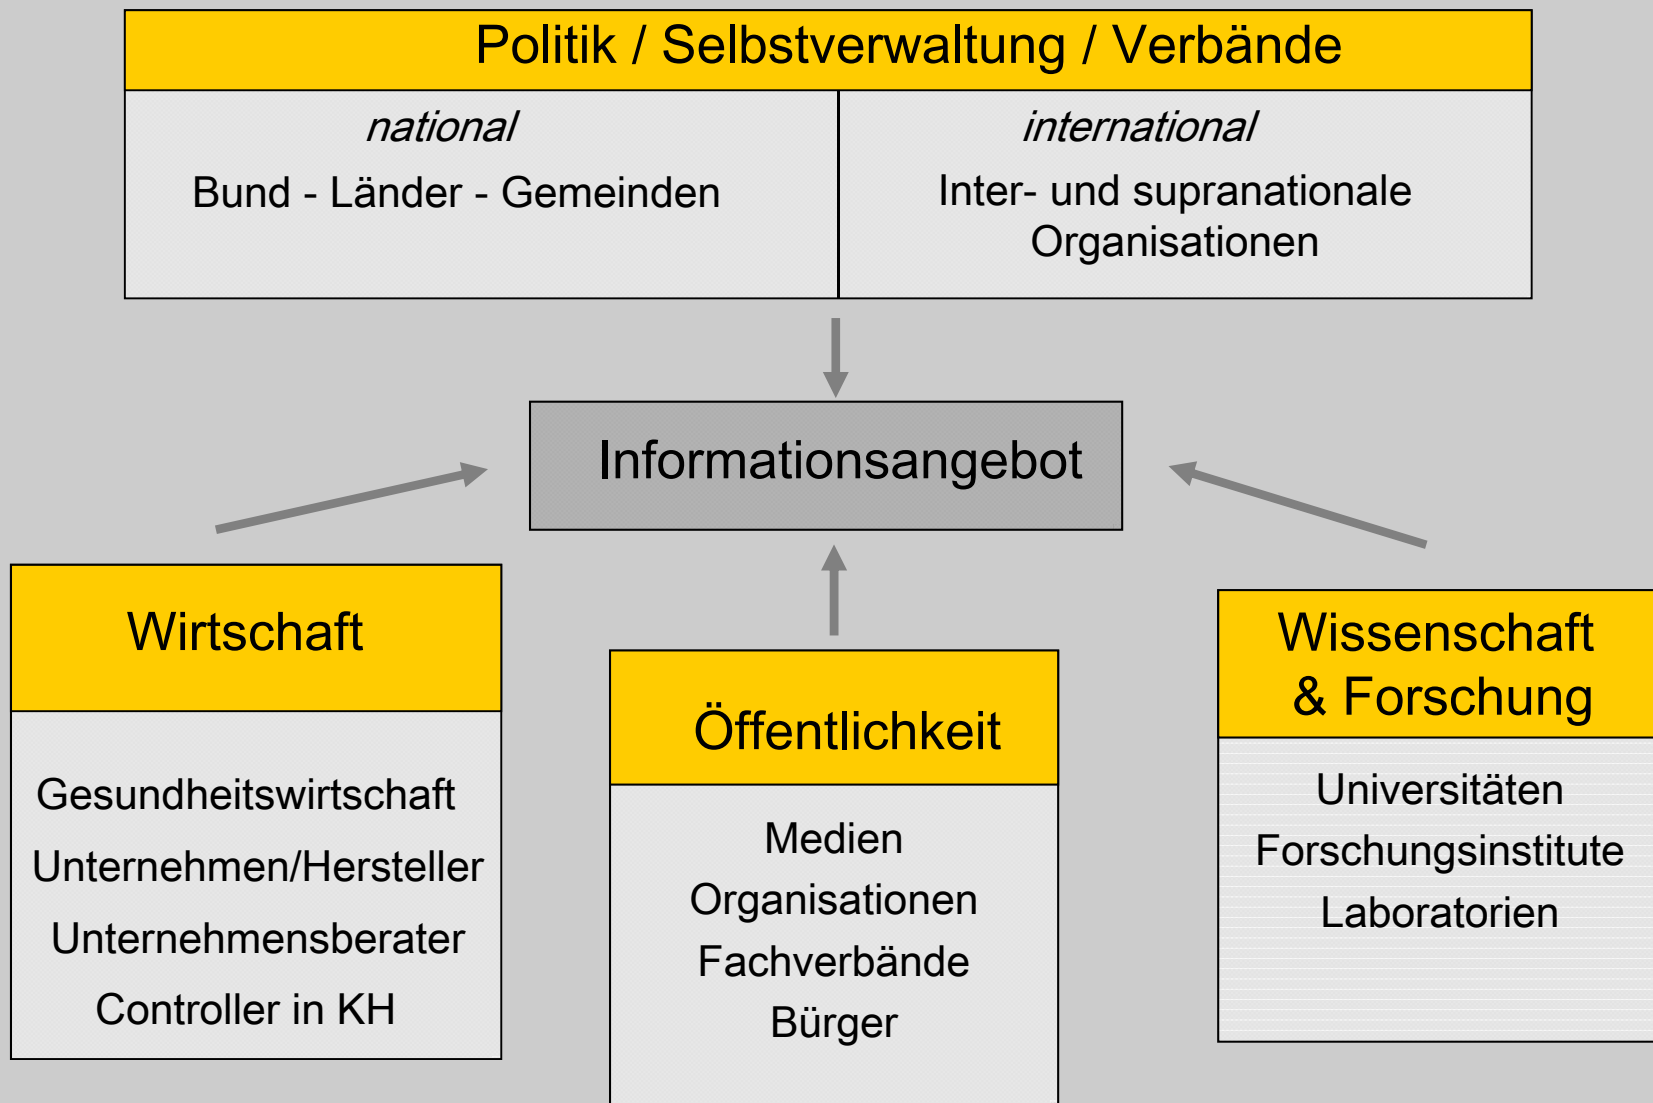 Politik / Selbstverwaltung / Verbände
national
Bund - Länder - Gemeinden
international
Inter- und supranationale
Organisationen
Informationsangebot
Wirtschaft
Gesundheitswirtschaft
Unternehmen/Hersteller
Unternehmensberater
Controller in KH
Öffentlichkeit
Medien
Organisationen
Fachverbände
Bürger
Wissenschaft
& Forschung
Universitäten
Forschungsinstitute
Laboratorien